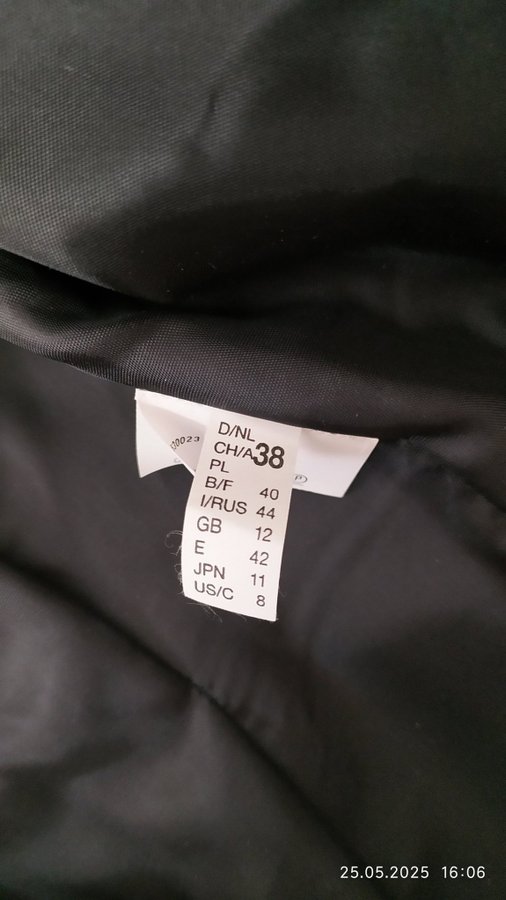 D/NL
CH/A 38
PL
B/F 40
I/RUS 44
GB 12
E 42
JPN 11
US/C 8
25.05.2025 16:06